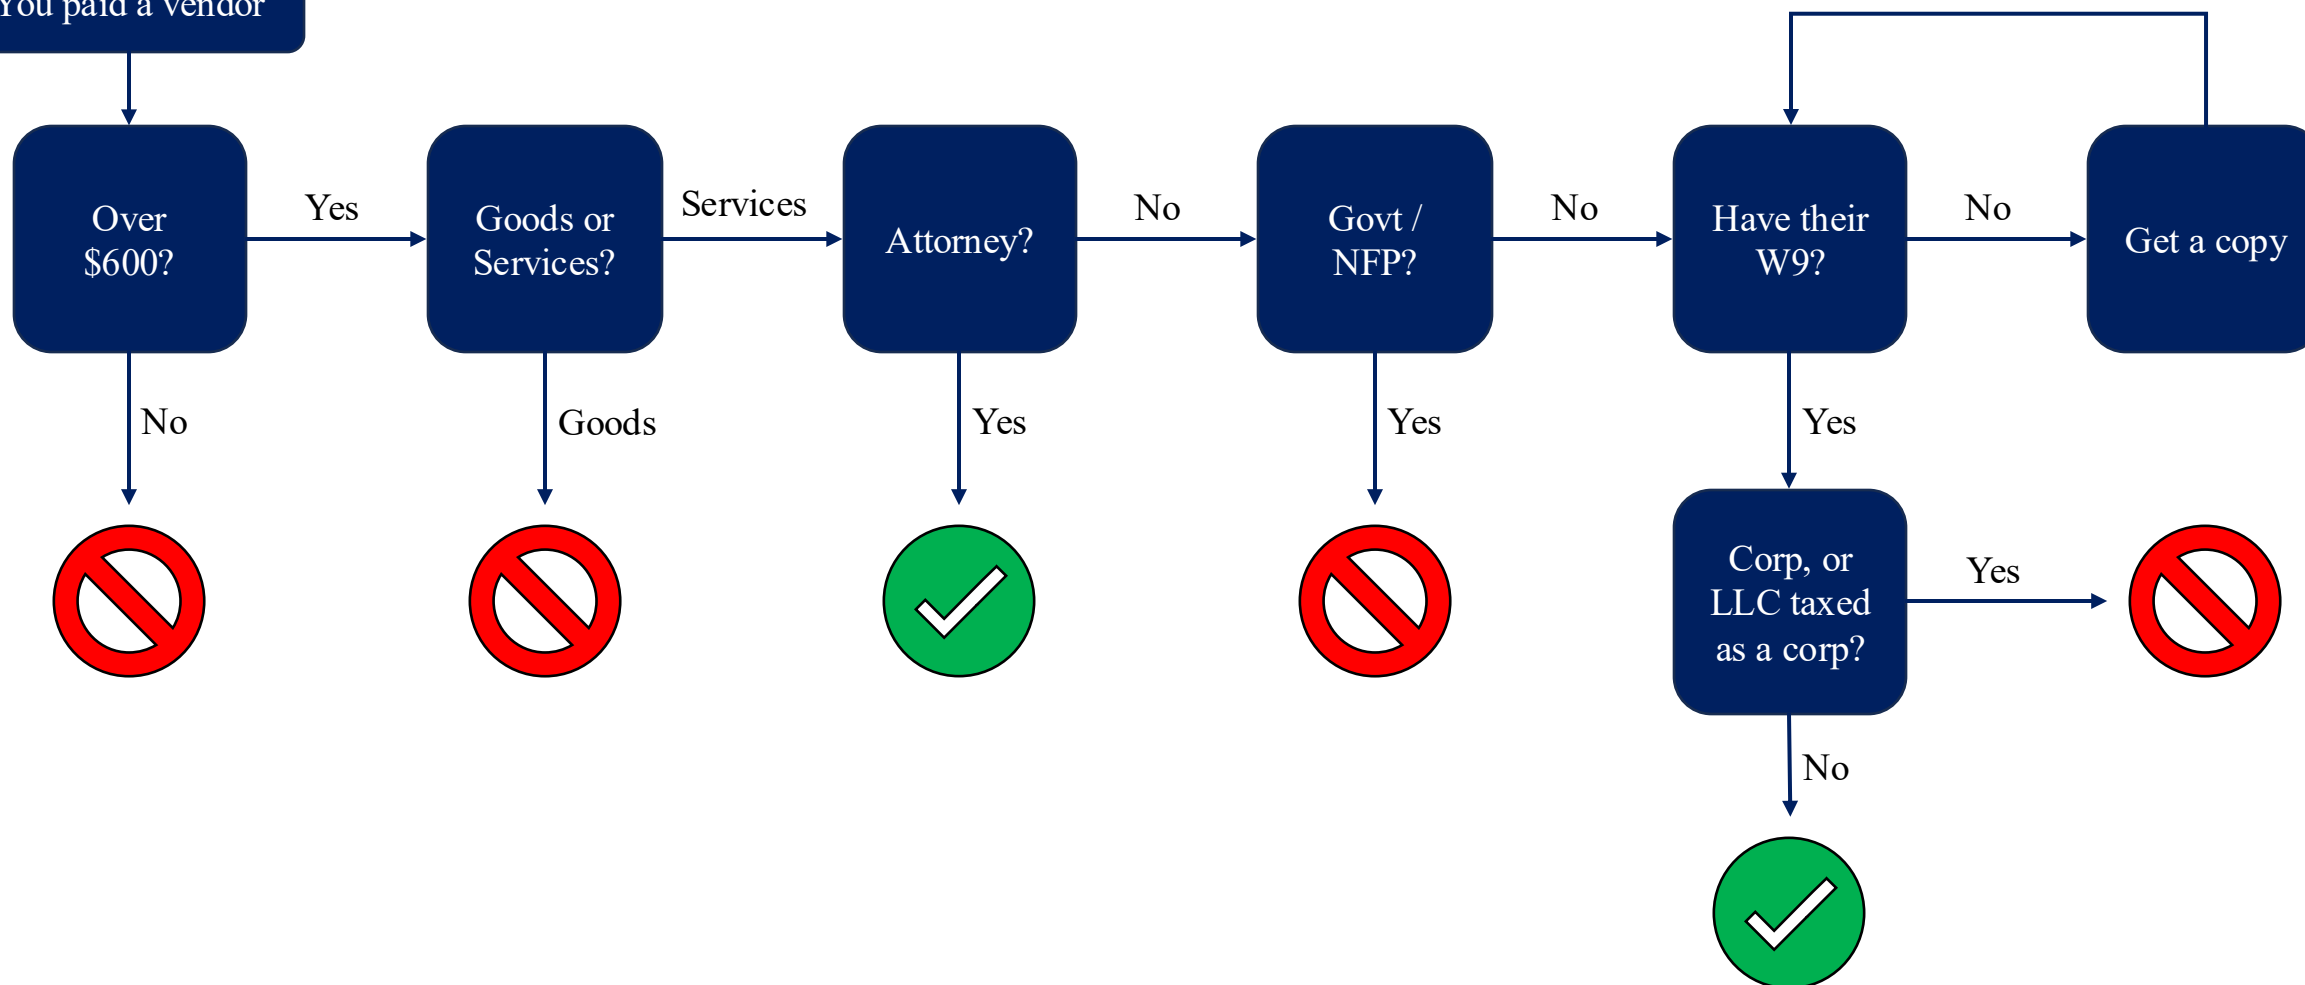 You paid a vendor
Over
$600?
Yes
Goods or
Services?
Services
Attorney?
No
Govt /
NFP?
No
Have their
W9?
No
Get a copy
No
Goods
Yes
Yes
Yes
Corp, or
LLC taxed
as a corp?
Yes
No